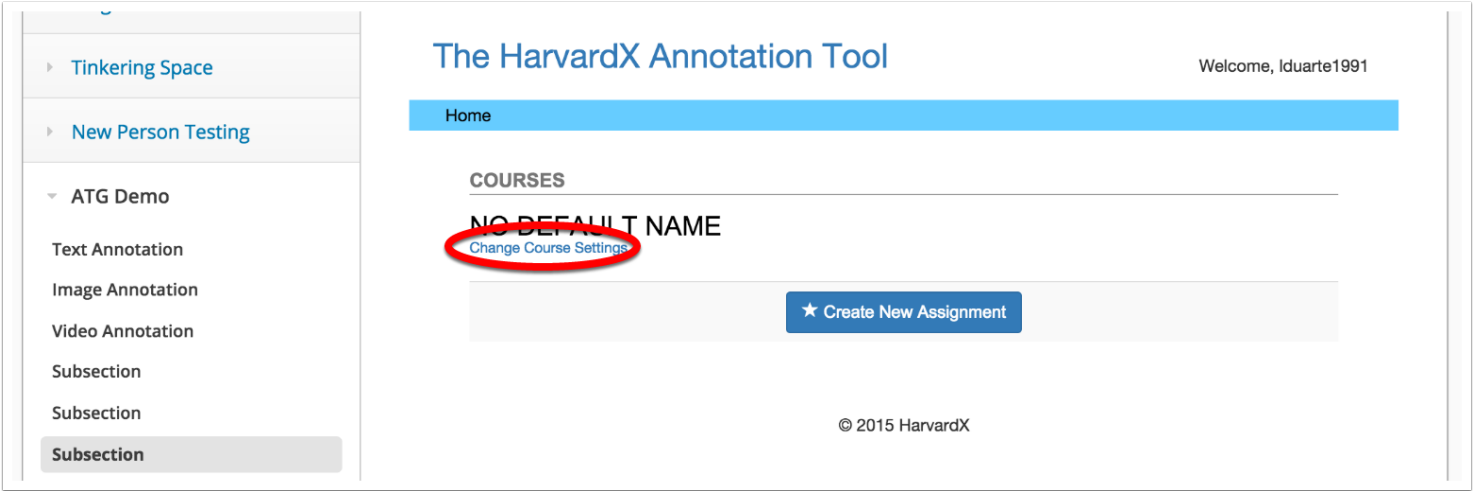 Tinkering Space
New Person Testing
ATG Demo
Text Annotation
Image Annotation
Video Annotation
Subsection
Subsection
Subsection
The HarvardX Annotation Tool
Welcome, lduarte1991
Home
COURSES
NO DEFAULT NAME
Change Course Settings
Create New Assignment
© 2015 HarvardX